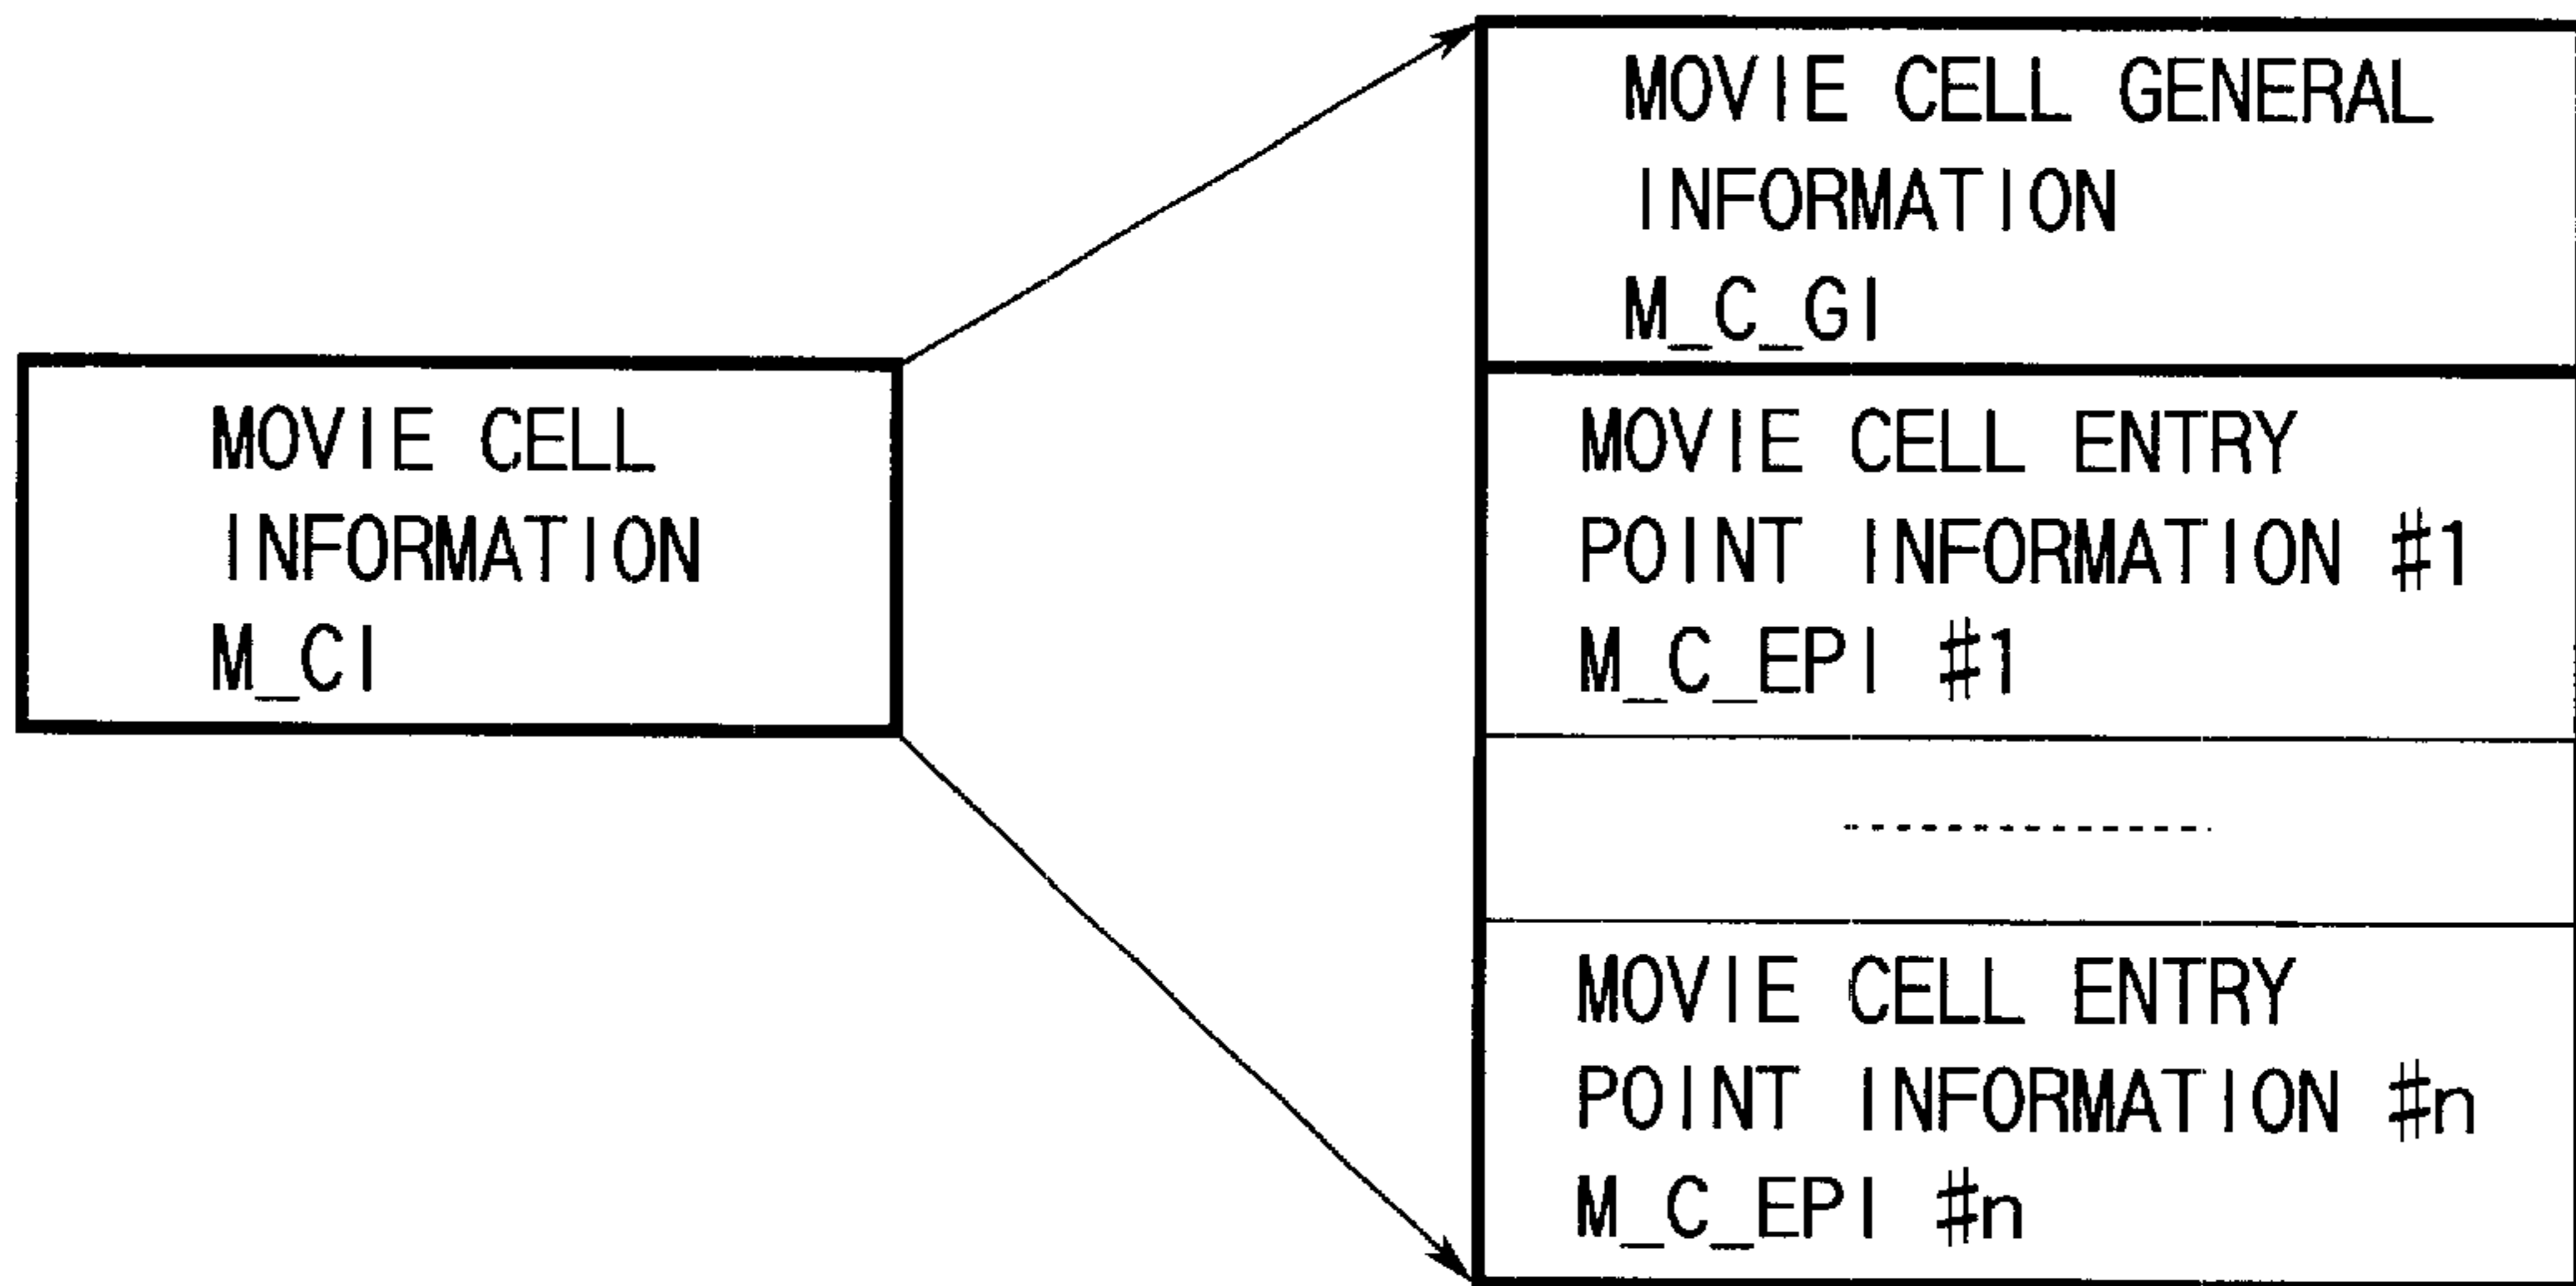 MOVIE CELL
INFORMATION
M_CI
MOVIE CELL GENERAL
INFORMATION
M_C_GI
MOVIE CELL ENTRY
POINT INFORMATION #1
M_C_EPI #1
MOVIE CELL ENTRY
POINT INFORMATION #n
M_C_EPI #n